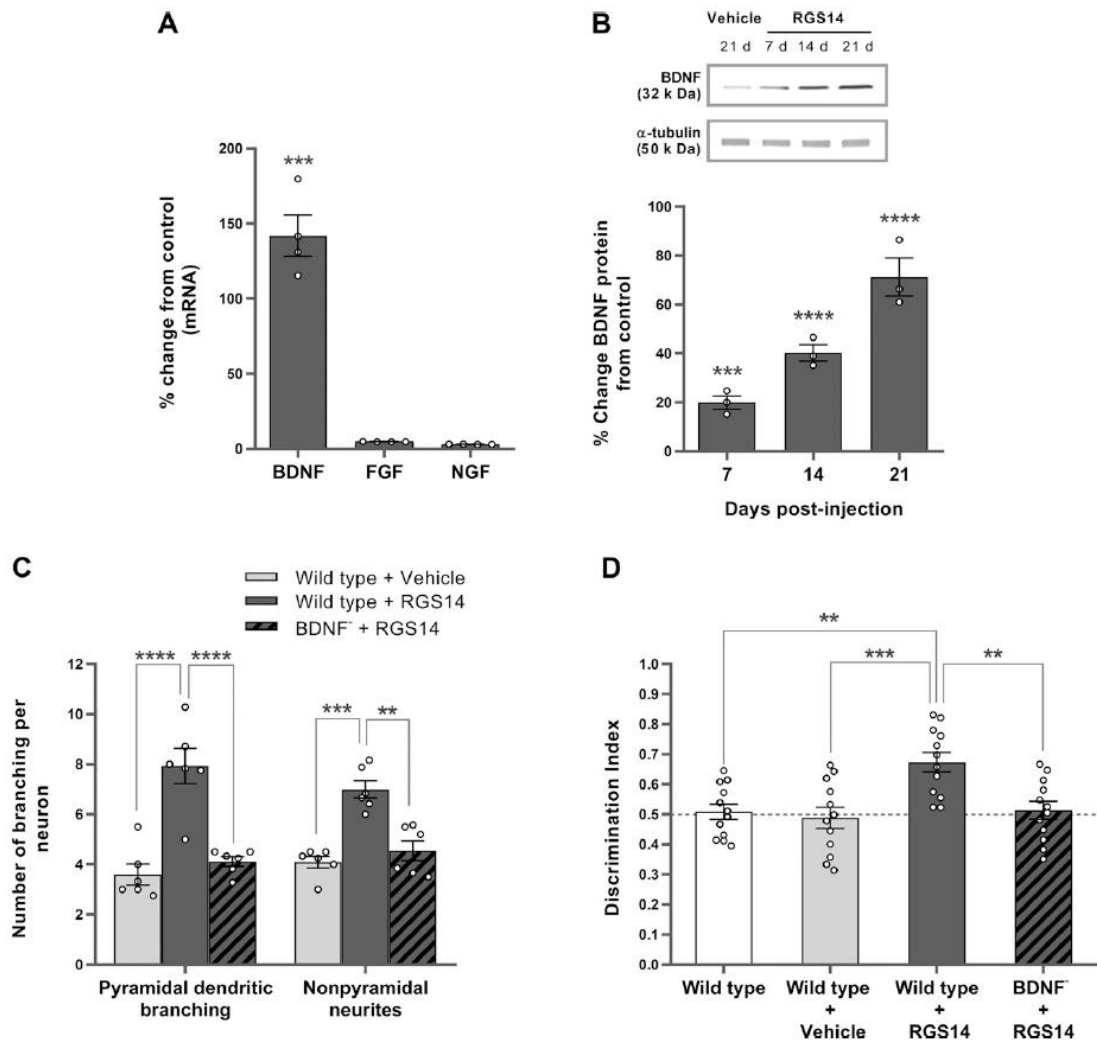 A
% change from control
(mRNA)
200
150
100
50
0
***
BDNF FGF NGF
B
Vehicle RGS14
21 d 7 d 14 d 21 d
BDNF
(32 k Da)
α-tubulin
(50 k Da)
% Change BDNF protein
from control
100
80
60
40
20
0
***
****
****
7 14 21
Days post-injection
C
Wild type + Vehicle
Wild type + RGS14
BDNF⁻ + RGS14
Number of branching per
neuron
12
10
8
6
4
2
0
**** ****
*** **
Pyramidal dendritic
branching
Nonpyramidal
neurites
D
Discrimination Index
1.0
0.9
0.8
0.7
0.6
0.5
0.4
0.3
0.2
0.1
0.0
**
*** **
Wild type
Wild type
+
Vehicle
Wild type
+
RGS14
BDNF⁻
+
RGS14